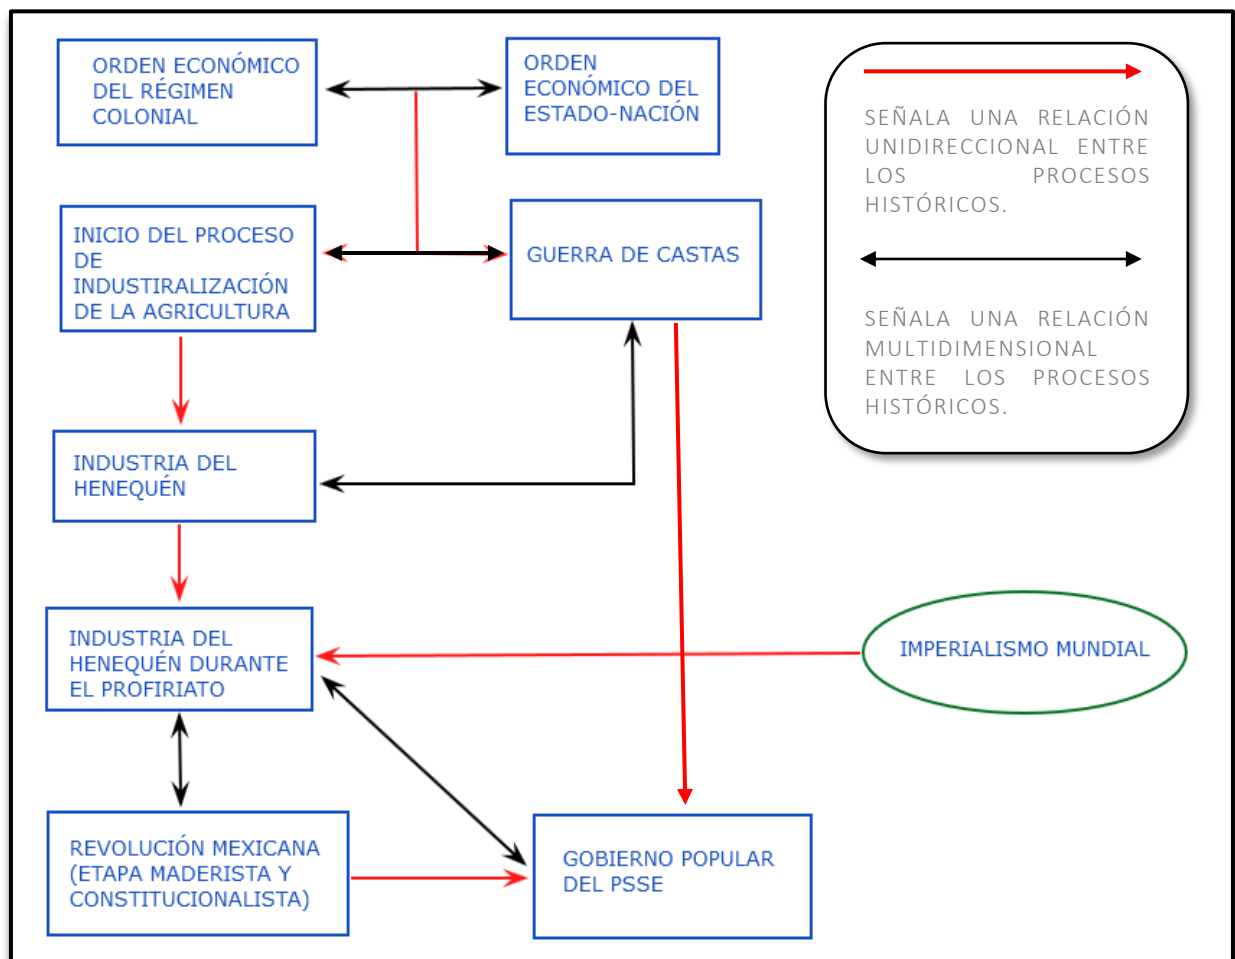 ORDEN ECONÓMICO
DEL RÉGIMEN
COLONIAL
ORDEN
ECONÓMICO DEL
ESTADO-NACIÓN
SEÑALA UNA RELACIÓN
UNIDIRECCIONAL ENTRE
LOS PROCESOS
HISTÓRICOS.
INICIO DEL PROCESO
DE
INDUSTIRALIZACIÓN
DE LA AGRICULTURA
GUERRA DE CASTAS
SEÑALA UNA RELACIÓN
MULTIDIMENSIONAL
ENTRE LOS PROCESOS
HISTÓRICOS.
INDUSTRIA DEL
HENEQUÉN
INDUSTRIA DEL
HENEQUÉN DURANTE
EL PROFIRIATO
IMPERIALISMO MUNDIAL
REVOLUCIÓN MEXICANA
(ETAPA MADERISTA Y
CONSTITUCIONALISTA)
GOBIERNO POPULAR
DEL PSSE